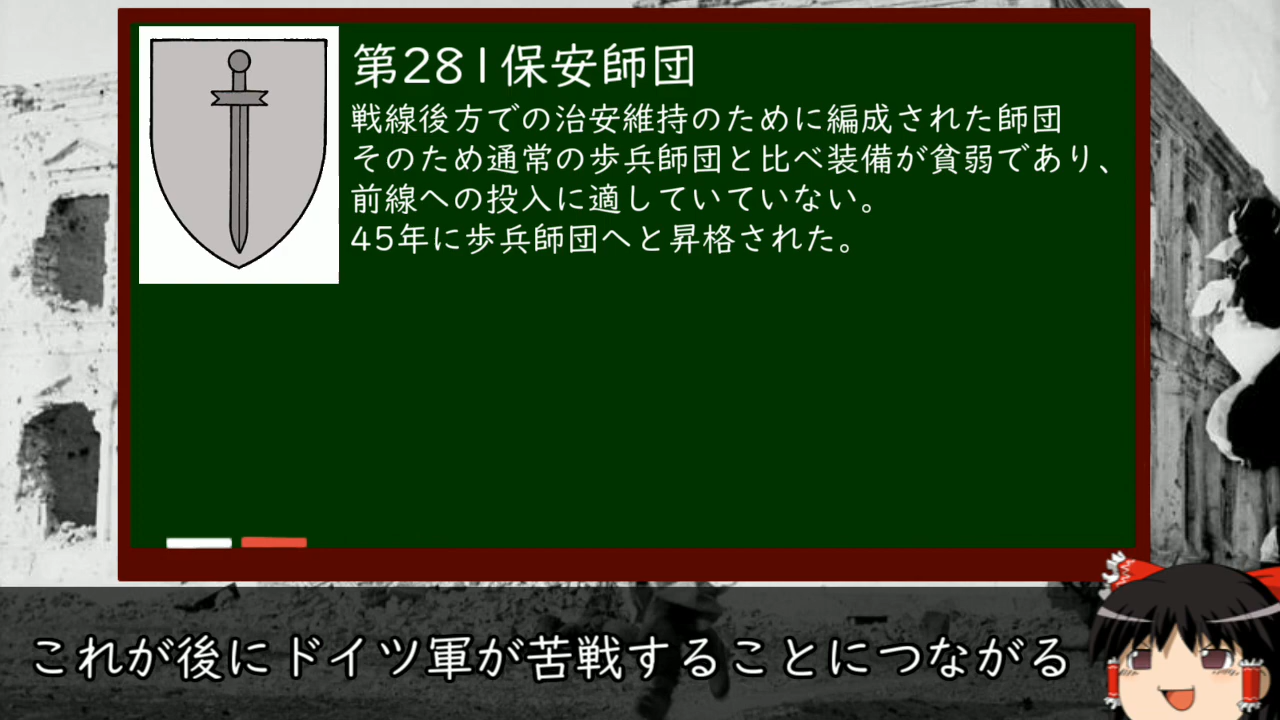 第281保安師団
戦線後方での治安維持のために編成された師団
そのため通常の歩兵師団と比べ装備が貧弱であり、
前線への投入に適していていない。
45年に歩兵師団へと昇格された。
これが後にドイツ軍が苦戦することにつながる